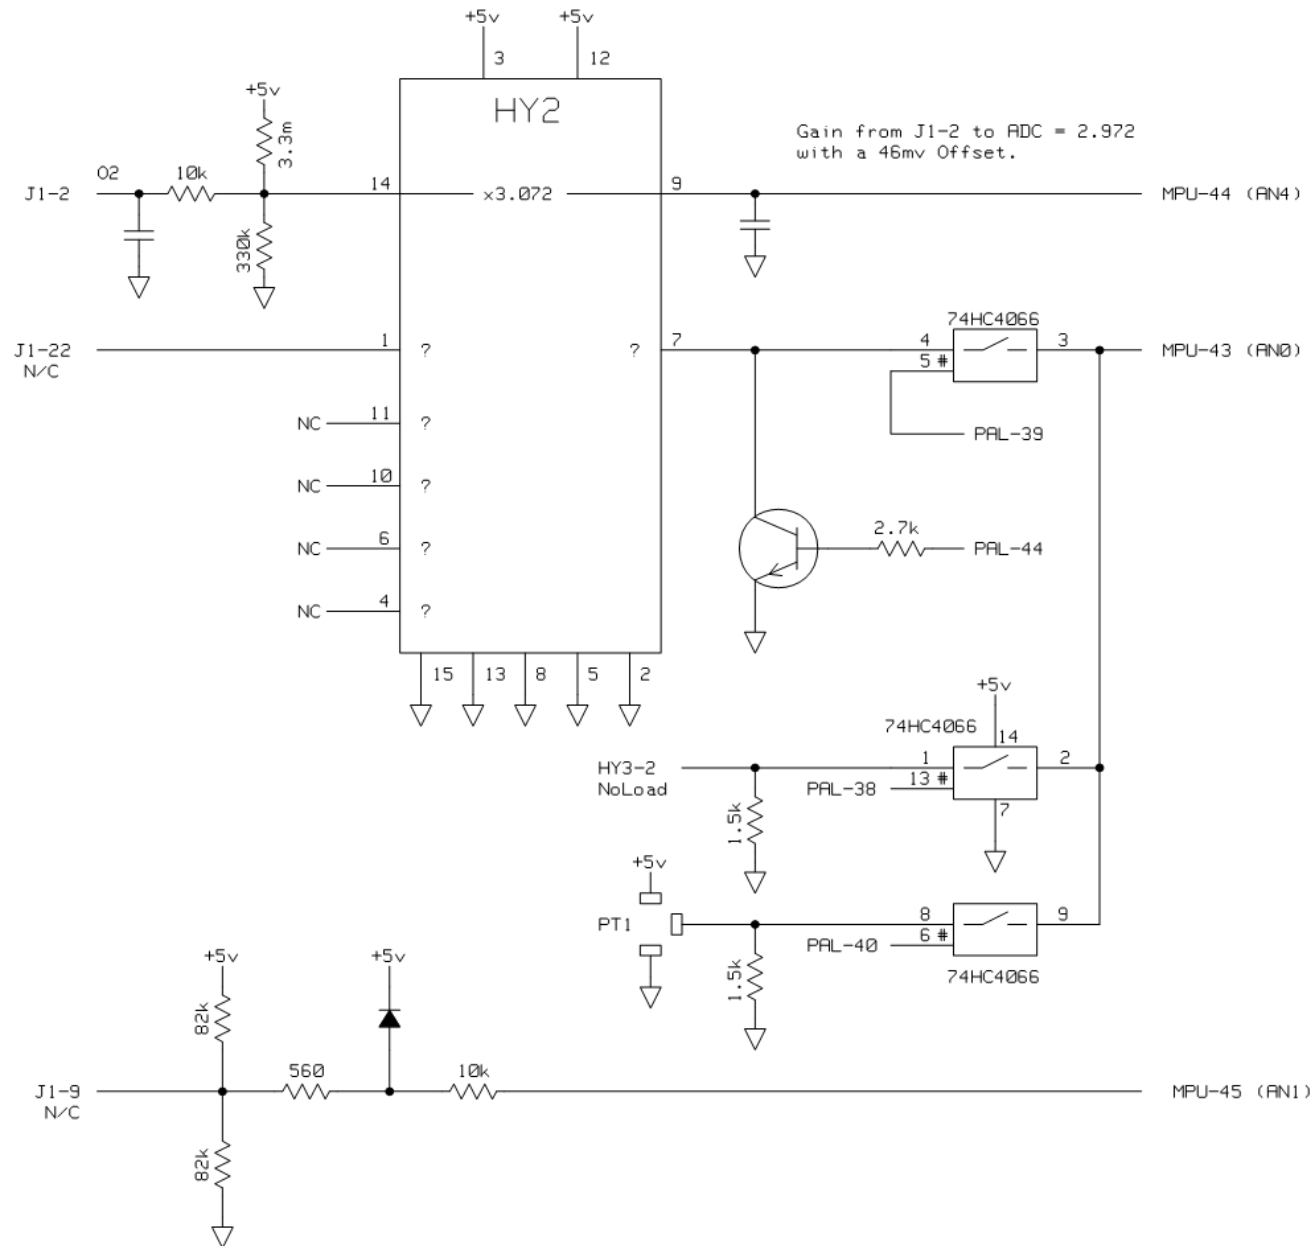 +5v +5v
3 12
HY2
+5v
3.3m
Gain from J1-2 to ADC = 2.972
with a 46mv Offset.
J1-2 O2 10k 14 x3.072 9 MPU-44 (AN4)
330k
74HC4066
J1-22 1 ? ? 7 4 3 MPU-43 (AN0)
N/C 5 #
NC 11 ?
PAL-39
NC 10 ?
NC 6 ? 2.7k PAL-44
NC 4 ?
15 13 8 5 2
+5v
74HC4066 14
HY3-2 1 2
NoLoad PAL-38 13 #
1.5k 7
+5v
PT1 8 9
PAL-40 6 #
1.5k 74HC4066
+5v +5v
82k
J1-9 560 10k MPU-45 (AN1)
N/C
82k